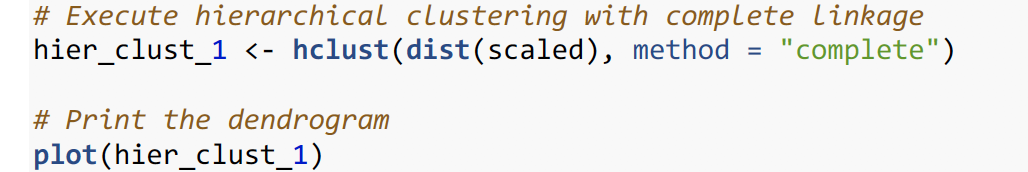 # Execute hierarchical clustering with complete linkage
hier_clust_1 <- hclust(dist(scaled), method = "complete")
# Print the dendrogram
plot(hier_clust_1)